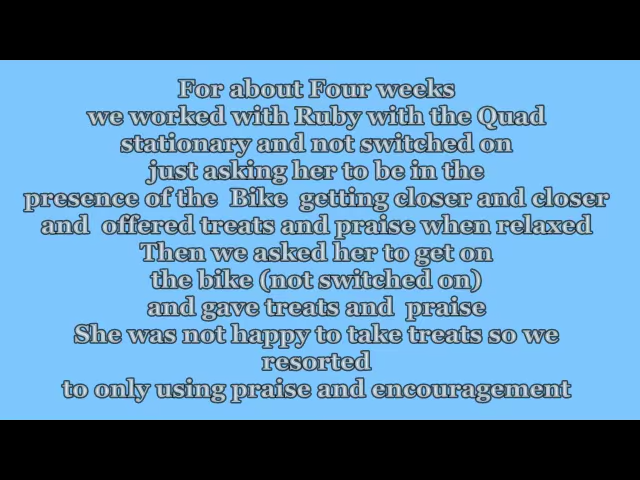 For about Four weeks
we worked with Ruby with the Quad
stationary and not switched on
just asking her to be in the
presence of the  Bike  getting closer and closer
and  offered treats and praise when relaxed
Then we asked her to get on
the bike (not switched on)
and gave treats and  praise
She was not happy to take treats so we
resorted
to only using praise and encouragement